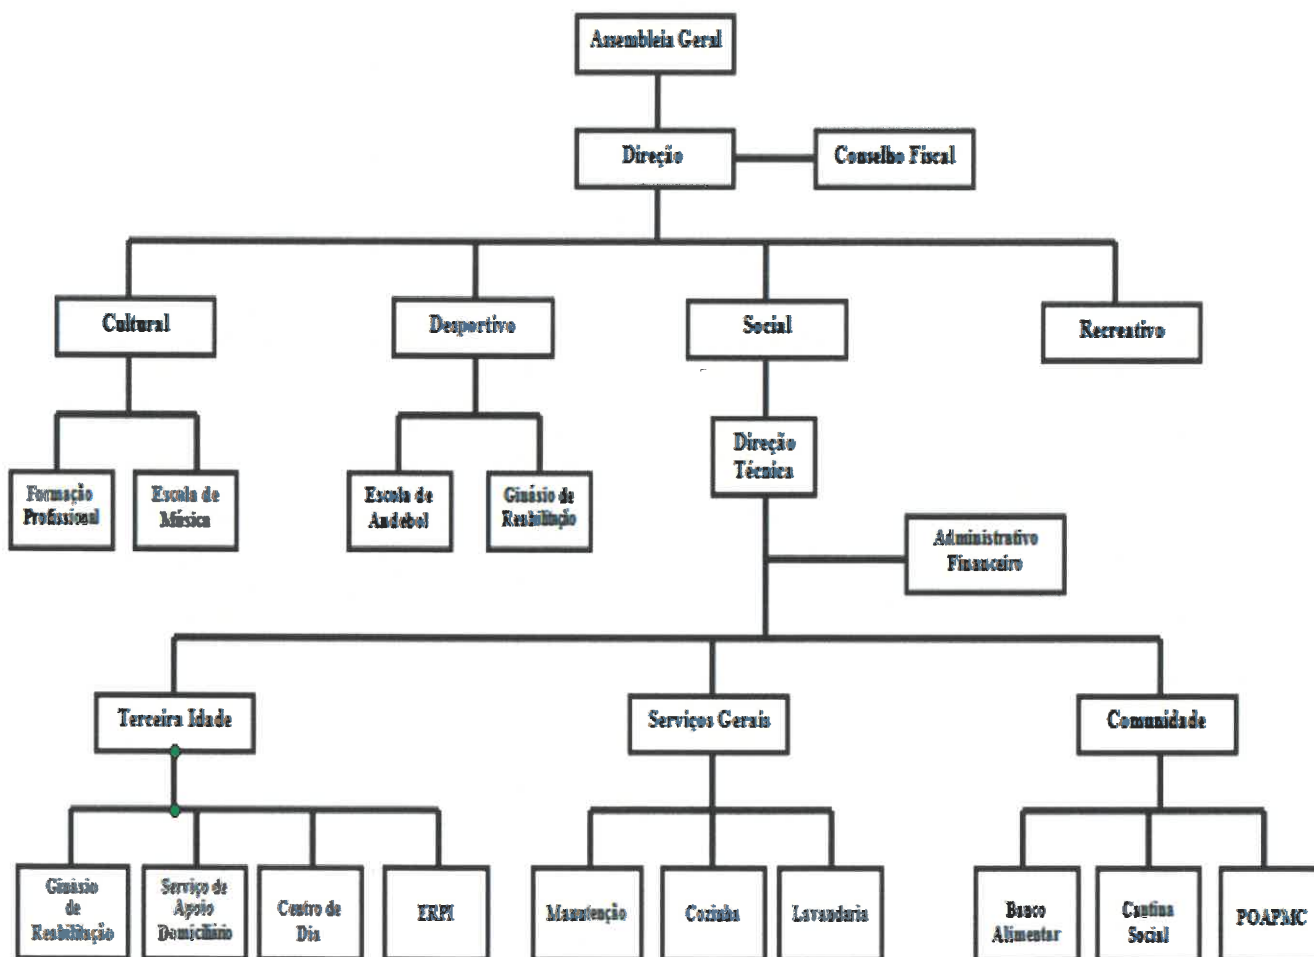 Assembleia Geral
Direção
Conselho Fiscal
Cultural
Desportivo
Social
Recreativo
Direção
Técnica
Formação
Profissional
Escola de
Música
Escola de
Andebol
Ginásio de
Reabilitação
Administrativo
Financeiro
Terceira Idade
Serviços Gerais
Comunidade
Ginásio
de
Reabilitação
Serviço de
Apoio
Domiciliário
Centro de
Dia
ERPI
Manutenção
Cozinha
Lavandaria
Banco
Alimentar
Cantina
Social
POAPMC